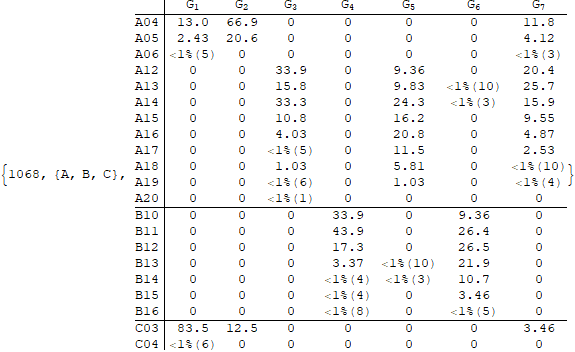 G1 G2 G3 G4 G5 G6 G7
A04 13.0 66.9 0 0 0 0 11.8
A05 2.43 20.6 0 0 0 0 4.12
A06 <1%(5) 0 0 0 0 0 <1%(3)
A12 0 0 33.9 0 9.36 0 20.4
A13 0 0 15.8 0 9.83 <1%(10) 25.7
A14 0 0 33.3 0 24.3 <1%(3) 15.9
A15 0 0 10.8 0 16.2 0 9.55
A16 0 0 4.03 0 20.8 0 4.87
A17 0 0 <1%(5) 0 11.5 0 2.53
{1068, {A, B, C}, A18 0 0 1.03 0 5.81 0 <1%(10) }
A19 0 0 <1%(6) 0 1.03 0 <1%(4)
A20 0 0 <1%(1) 0 0 0 0
B10 0 0 0 33.9 0 9.36 0
B11 0 0 0 43.9 0 26.4 0
B12 0 0 0 17.3 0 26.5 0
B13 0 0 0 3.37 <1%(10) 21.9 0
B14 0 0 0 <1%(4) <1%(3) 10.7 0
B15 0 0 0 <1%(4) 0 3.46 0
B16 0 0 0 <1%(8) 0 <1%(5) 0
C03 83.5 12.5 0 0 0 0 3.46
C04 <1%(6) 0 0 0 0 0 0